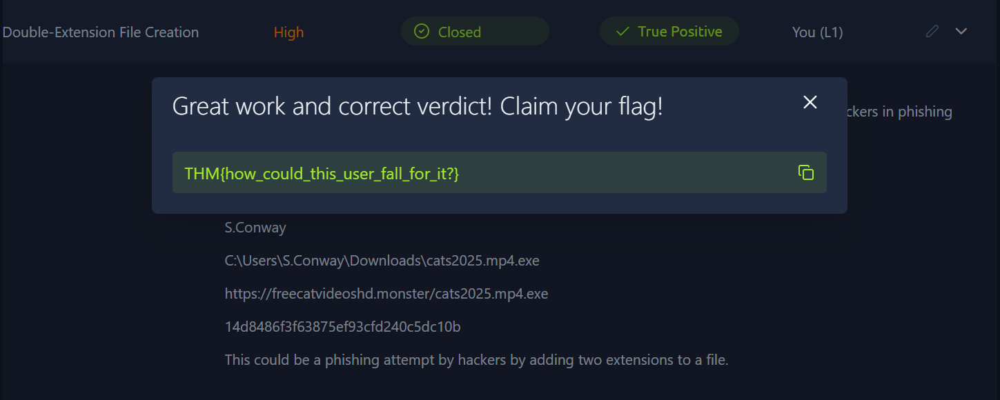 Double-Extension File Creation High Closed True Positive You (L1)
Great work and correct verdict! Claim your flag!
ckers in phishing
THM{how_could_this_user_fall_for_it?}
S.Conway
C:\Users\S.Conway\Downloads\cats2025.mp4.exe
https://freecatvideoshd.monster/cats2025.mp4.exe
14d8486f3f63875ef93cfd240c5dc10b
This could be a phishing attempt by hackers by adding two extensions to a file.